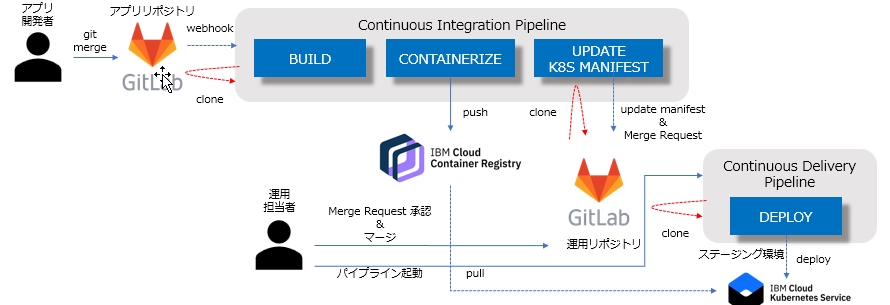 アプリ
開発者
アプリリポジトリ
git
merge
GitLab
webhook
clone
Continuous Integration Pipeline
BUILD
CONTAINERIZE
UPDATE
K8S MANIFEST
push
clone
update manifest
&
Merge Request
IBM Cloud
Container Registry
GitLab
運用リポジトリ
Continuous Delivery
Pipeline
DEPLOY
clone
運用
担当者
Merge Request 承認
&
マージ
パイプライン起動
pull
ステージング環境
deploy
IBM Cloud
Kubernetes Service